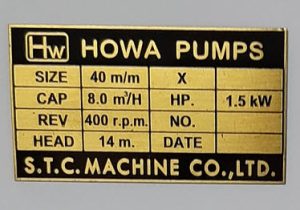 Hw HOWA PUMPS
SIZE 40 m/m X
CAP 8.0 m³/H HP. 1.5 kW
REV 400 r.p.m. NO.
HEAD 14 m. DATE
S.T.C. MACHINE CO.,LTD.